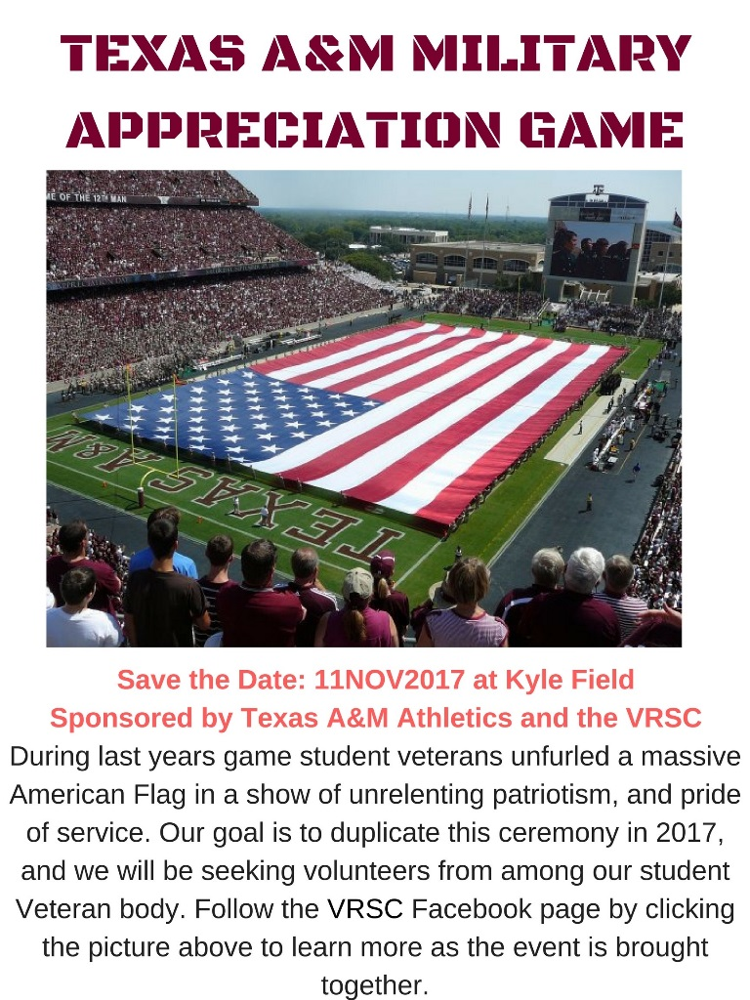 TEXAS A&M MILITARY
APPRECIATION GAME
ME OF THE 12TH MAN
TEXAS A&M
Save the Date: 11NOV2017 at Kyle Field
Sponsored by Texas A&M Athletics and the VRSC
During last years game student veterans unfurled a massive
American Flag in a show of unrelenting patriotism, and pride
of service. Our goal is to duplicate this ceremony in 2017,
and we will be seeking volunteers from among our student
Veteran body. Follow the VRSC Facebook page by clicking
the picture above to learn more as the event is brought
together.